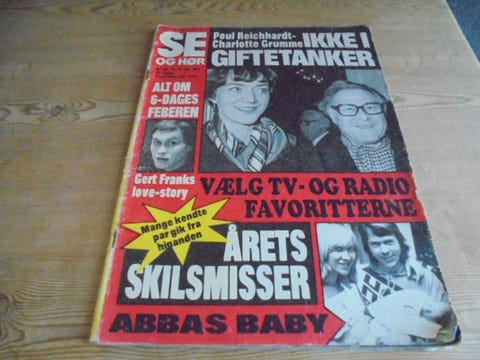 SE
OG HØR
Poul Reichhardt-
Charlotte Grumme
IKKE I
GIFTETANKER
ALT OM
6-DAGES
FEBEREN
Gert Franks
love-story
VÆLG TV- OG RADIO
FAVORITTERNE
Mange kendte
par gik fra
hinanden
ÅRETS
SKILSMISSER
ABBAS BABY